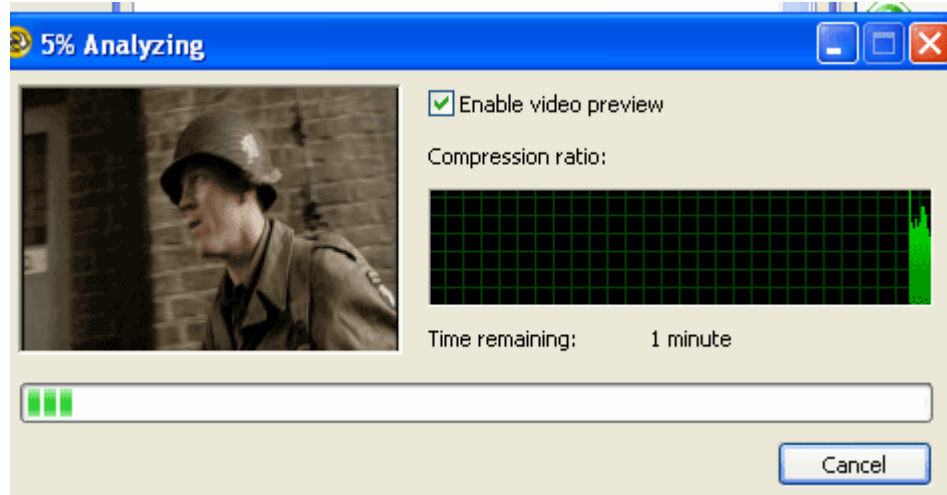 5% Analyzing
Enable video preview
Compression ratio:
Time remaining: 1 minute
Cancel